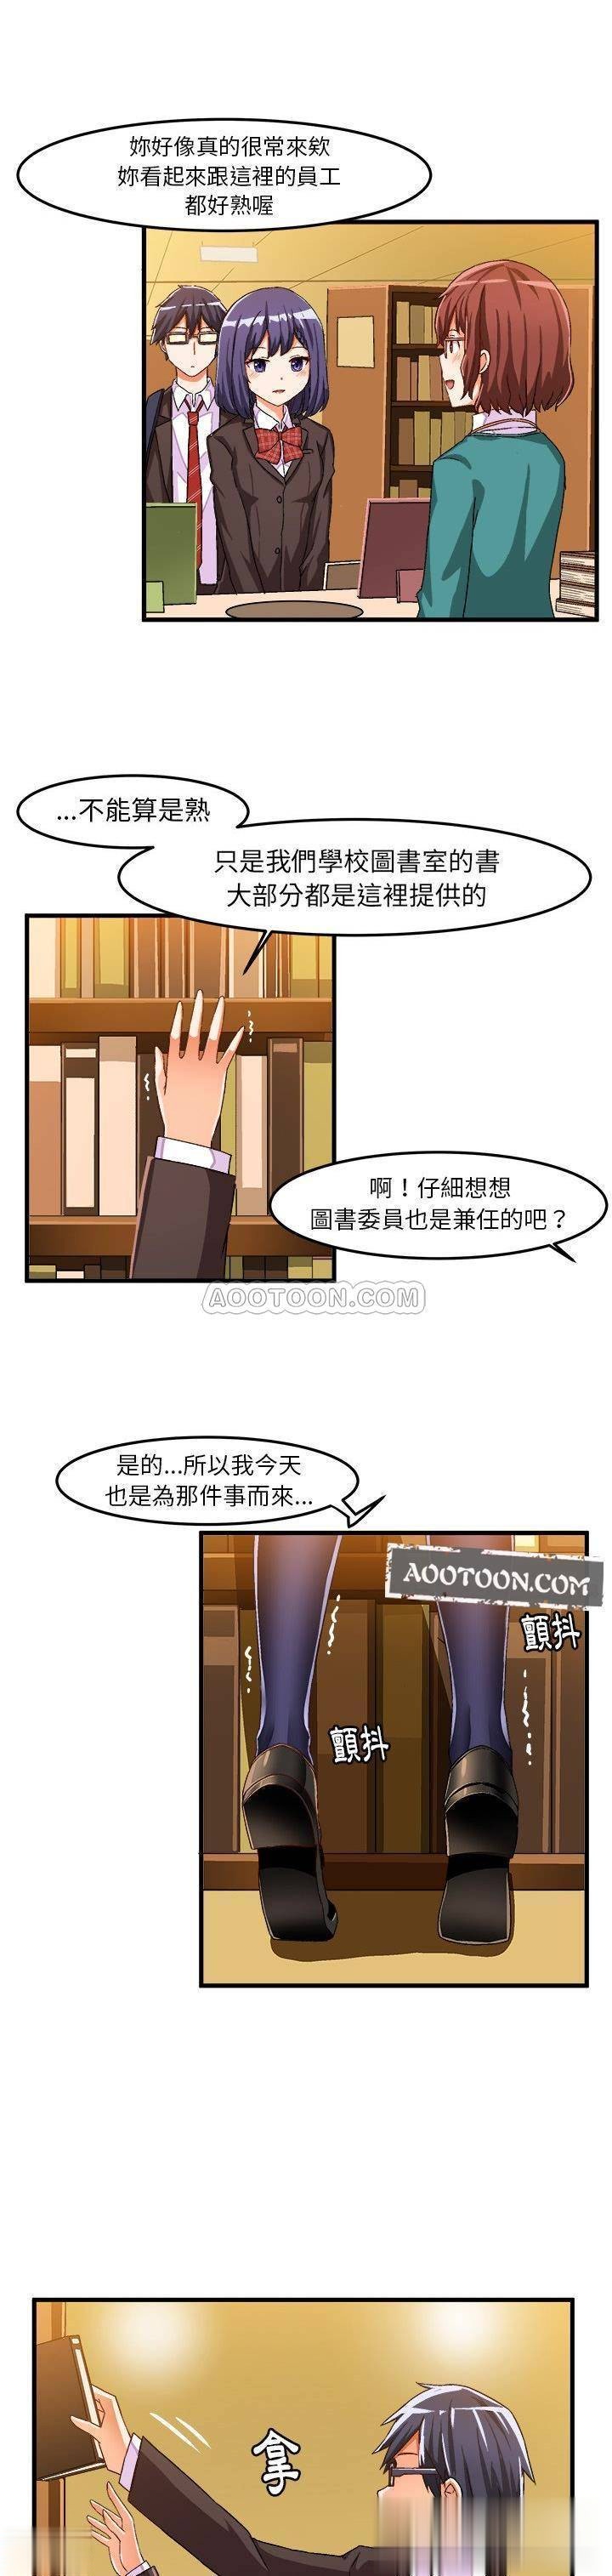 妳好像真的很常來欸
妳看起來跟這裡的員工
都好熟喔
...不能算是熟
只是我們學校圖書室的書
大部分都是這裡提供的
啊！仔細想想
圖書委員也是兼任的吧？
AOOTOON.COM
是的...所以我今天
也是為那件事而來...
AOOTOON.COM
顫抖
顫抖
拿